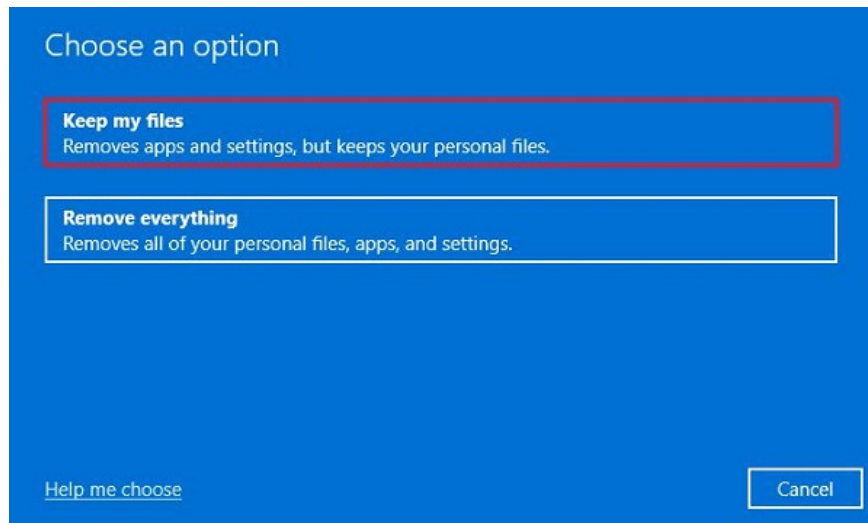 Choose an option
Keep my files
Removes apps and settings, but keeps your personal files.
Remove everything
Removes all of your personal files, apps, and settings.
Help me choose
Cancel